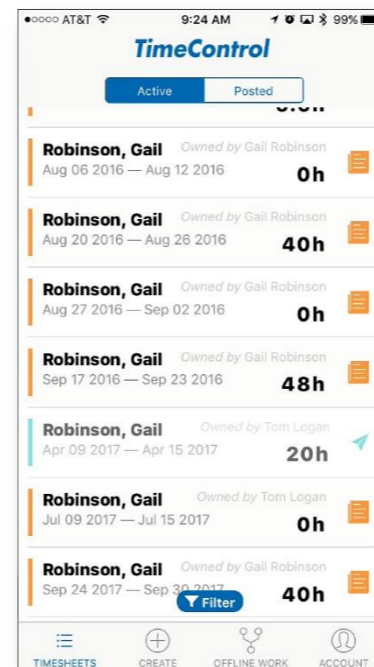 AT&T 9:24 AM 99%
TimeControl
Active Posted
Robinson, Gail Owned by Gail Robinson
Aug 06 2016 — Aug 12 2016 0h
Robinson, Gail Owned by Gail Robinson
Aug 20 2016 — Aug 26 2016 40h
Robinson, Gail Owned by Gail Robinson
Aug 27 2016 — Sep 02 2016 0h
Robinson, Gail Owned by Gail Robinson
Sep 17 2016 — Sep 23 2016 48h
Robinson, Gail Owned by Tom Logan
Apr 09 2017 — Apr 15 2017 20h
Robinson, Gail Owned by Tom Logan
Jul 09 2017 — Jul 15 2017 0h
Robinson, Gail Owned by Gail Robinson
Sep 24 2017 — Sep 30 2017 40h
Filter
TIMESHEETS CREATE OFFLINE WORK ACCOUNT